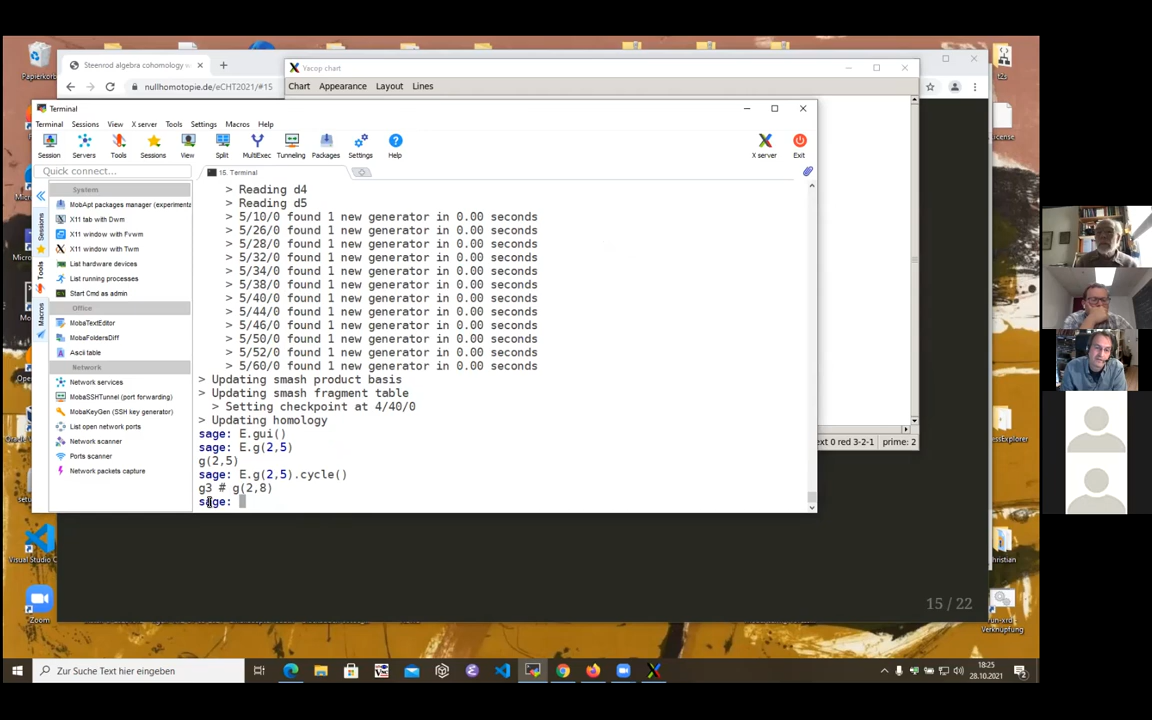 Papierkorb
Steenrod algebra cohomology w
nullhomotopie.de/eCHT2021/#15
Yacop chart
Chart Appearance Layout Lines
Terminal
Terminal Sessions View X server Tools Settings Macros Help
Session Servers Tools Sessions View Split MultiExec Tunneling Packages Settings Help X server Exit
Quick connect...
15. Terminal
Sessions
Tools
Macros
System
MobApt packages manager (experimenta
X11 tab with Dwm
X11 window with Fvwm
X11 window with Twm
List hardware devices
List running processes
Start Cmd as admin
Office
MobaTextEditor
MobaFoldersDiff
Ascii table
Network
Network services
MobaSSHTunnel (port forwarding)
MobaKeyGen (SSH key generator)
List open network ports
Network scanner
Ports scanner
Network packets capture
> Reading d4
> Reading d5
> 5/10/0 found 1 new generator in 0.00 seconds
> 5/26/0 found 1 new generator in 0.00 seconds
> 5/28/0 found 1 new generator in 0.00 seconds
> 5/32/0 found 1 new generator in 0.00 seconds
> 5/34/0 found 1 new generator in 0.00 seconds
> 5/38/0 found 1 new generator in 0.00 seconds
> 5/40/0 found 1 new generator in 0.00 seconds
> 5/44/0 found 1 new generator in 0.00 seconds
> 5/46/0 found 1 new generator in 0.00 seconds
> 5/50/0 found 1 new generator in 0.00 seconds
> 5/52/0 found 1 new generator in 0.00 seconds
> 5/60/0 found 1 new generator in 0.00 seconds
> Updating smash product basis
> Updating smash fragment table
> Setting checkpoint at 4/40/0
> Updating homology
sage: E.gui()
sage: E.g(2,5)
g(2,5)
sage: E.g(2,5).cycle()
g3 # g(2,8)
sage:
ext 0 red 3-2-1 prime: 2
Visual Studio C
Zoom
15 / 22
Verknüpfung
Zur Suche Text hier eingeben
18:25
28.10.2021